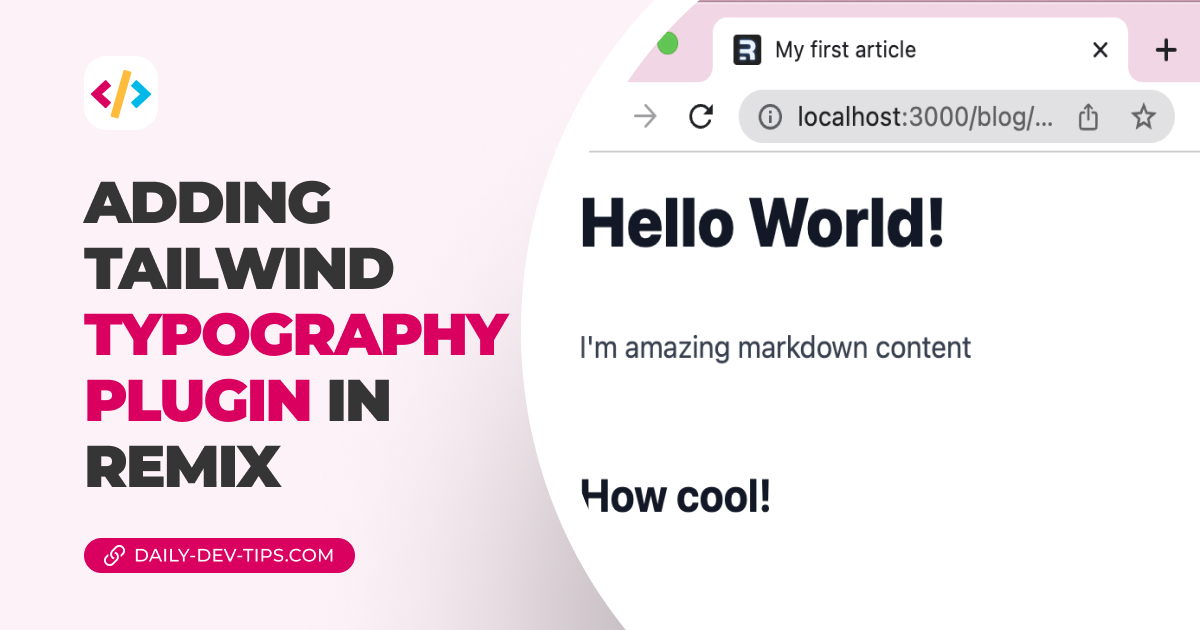 ADDING
TAILWIND
TYPOGRAPHY
PLUGIN IN
REMIX
DAILY-DEV-TIPS.COM
My first article
localhost:3000/blog/...
Hello World!
I'm amazing markdown content
How cool!